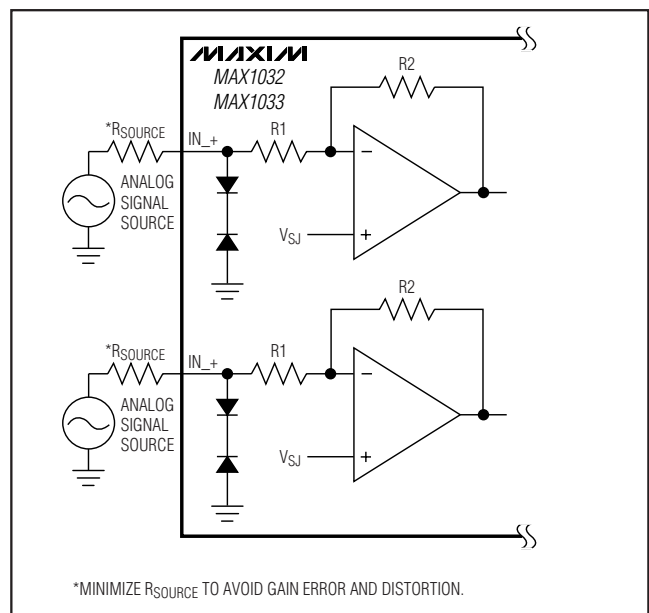 MAXIM
MAX1032
MAX1033
R2
*RSOURCE
IN_+
R1
ANALOG
SIGNAL
SOURCE
−
VSJ
+
R2
*RSOURCE
IN_+
R1
ANALOG
SIGNAL
SOURCE
−
VSJ
+
*MINIMIZE RSOURCE TO AVOID GAIN ERROR AND DISTORTION.